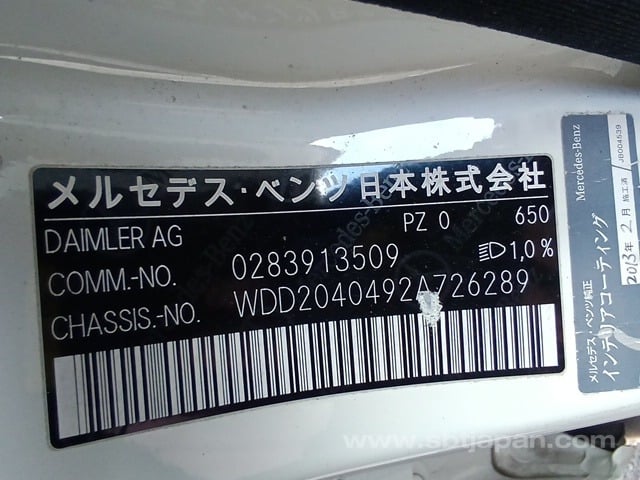 メルセデス・ベンツ日本株式会社
DAIMLER AG PZ 0 650
COMM.-NO. 0283913509 1,0%
CHASSIS.-NO. WDD2040492A726289
Mercedes-Benz JB004539
メルセデス・ベンツ純正
インテリアコーティング
2013年2月施工済
www.sbtjapan.com